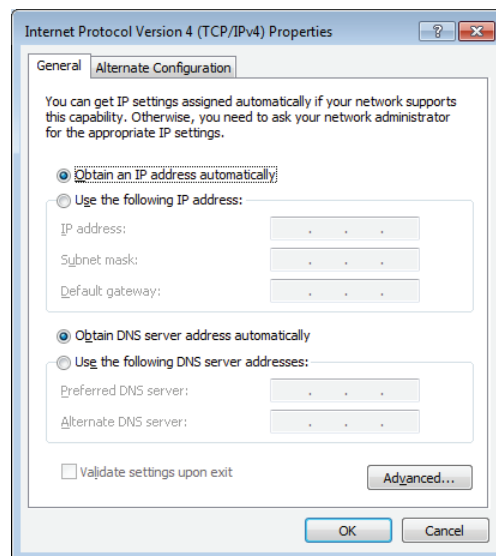 Internet Protocol Version 4 (TCP/IPv4) Properties
General
Alternate Configuration
You can get IP settings assigned automatically if your network supports
this capability. Otherwise, you need to ask your network administrator
for the appropriate IP settings.
Obtain an IP address automatically
Use the following IP address:
IP address:
Subnet mask:
Default gateway:
Obtain DNS server address automatically
Use the following DNS server addresses:
Preferred DNS server:
Alternate DNS server:
Validate settings upon exit
Advanced...
OK
Cancel